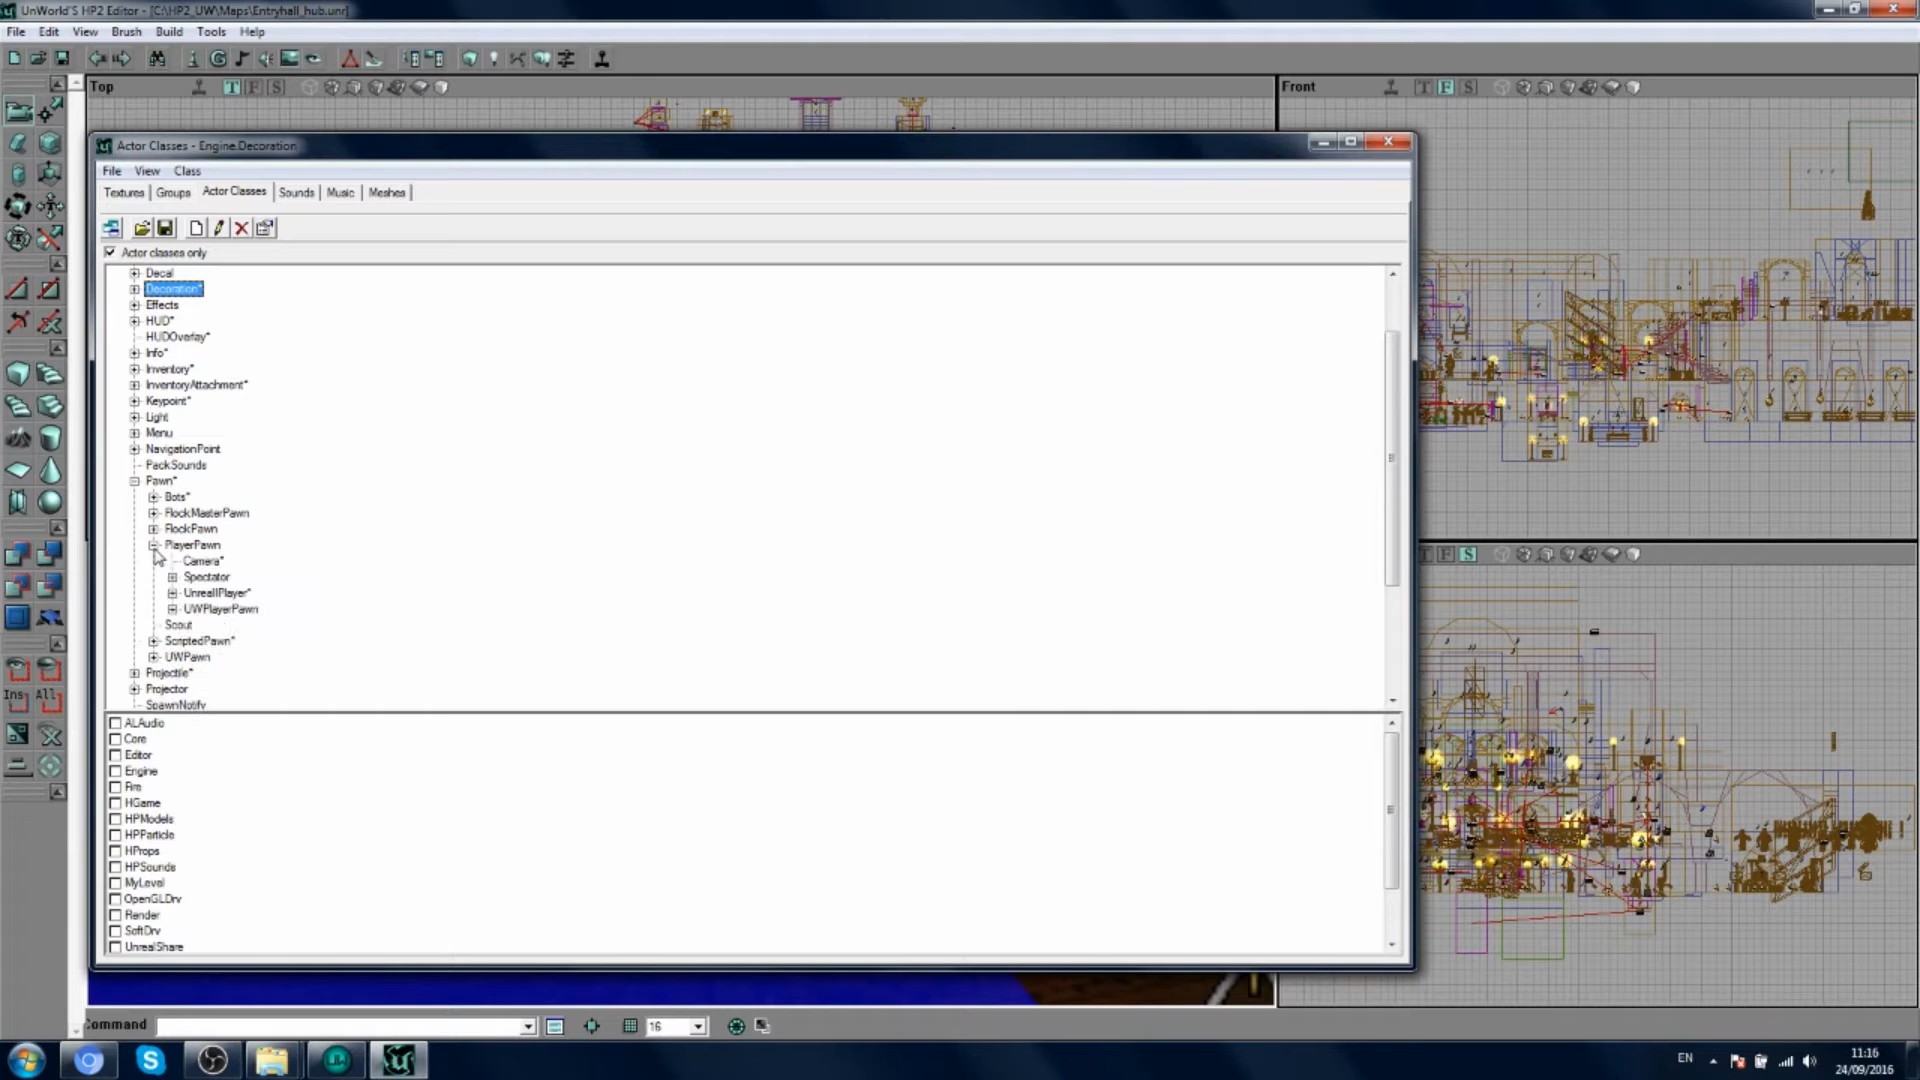 UnWorld'S HP2 Editor - [C:\HP2_UW\Maps\Entryhall_hub.unr]
File Edit View Brush Build Tools Help
Top T F S
Front T F S
Actor Classes - Engine.Decoration
File View Class
Textures Groups Actor Classes Sounds Music Meshes
Actor classes only
Decal
Decoration*
Effects
HUD*
HUDOverlay*
Info*
Inventory*
InventoryAttachment*
Keypoint*
Light
Menu
NavigationPoint
PackSounds
Pawn*
Bots*
FlockMasterPawn
FlockPawn
PlayerPawn
Camera*
Spectator
UnrealIPlayer*
UWPlayerPawn
Scout
ScriptedPawn*
UWPawn
Projectile*
Projector
SpawnNotify
T F S
Ins All
ALAudio
Core
Editor
Engine
Fire
HGame
HPModels
HPParticle
HProps
HPSounds
MyLevel
OpenGLDrv
Render
SoftDrv
UnrealShare
Command 16
EN 11:16
24/09/2016